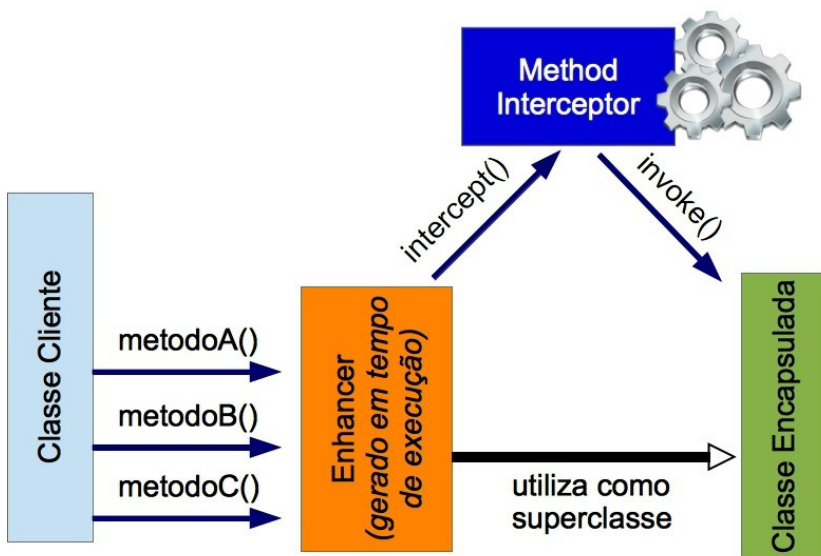 Method
Interceptor
intercept()
invoke()
Classe Cliente
metodoA()
metodoB()
metodoC()
Enhancer
(gerado em tempo
de execução)
utiliza como
superclasse
Classe Encapsulada